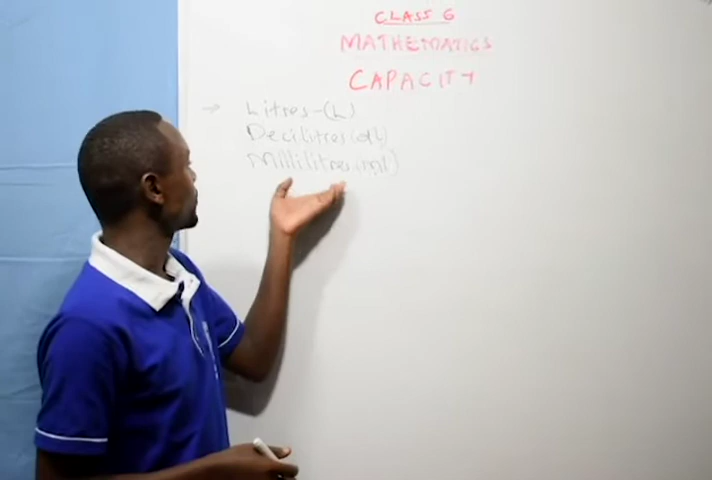 CLASS 6
MATHEMATICS
CAPACITY
→ Litres-(L)
Decilitres(dl)
Millilitres(ml)